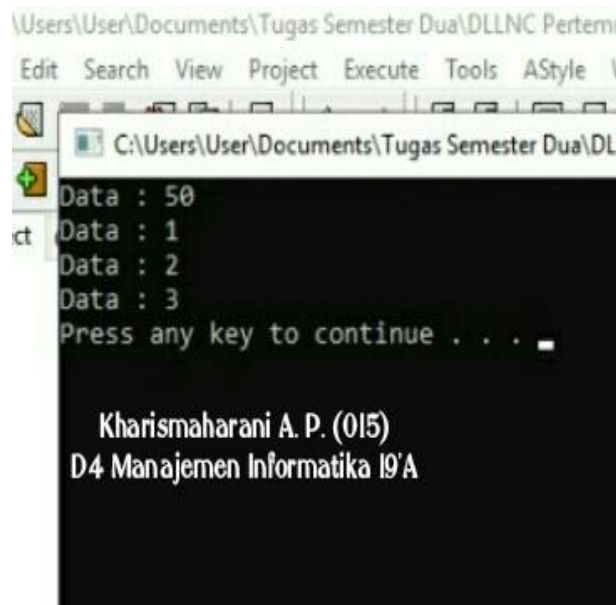 \Users\User\Documents\Tugas Semester Dua\DLLNC Pertem
Edit Search View Project Execute Tools AStyle
C:\Users\User\Documents\Tugas Semester Dua\DL
ct
Data : 50
Data : 1
Data : 2
Data : 3
Press any key to continue . . .
Kharismaharani A. P. (015)
D4 Manajemen Informatika 19'A